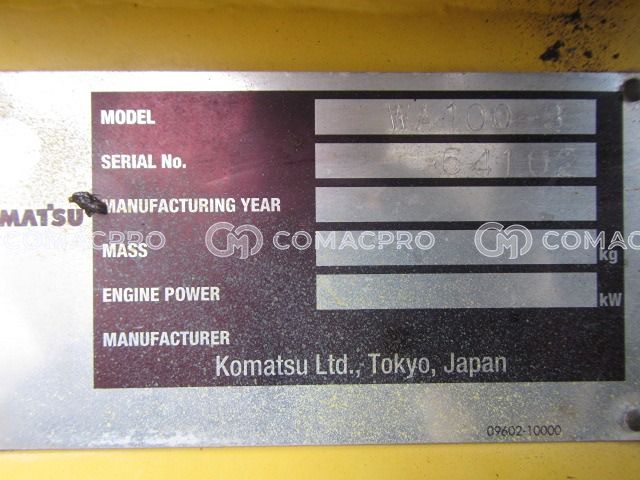 MODEL WA100-3
SERIAL No. 64102
MATSU
MANUFACTURING YEAR
COMACPRO COMACPRO COMACPRO
MASS kg
ENGINE POWER kW
MANUFACTURER
Komatsu Ltd., Tokyo, Japan
09602-10000